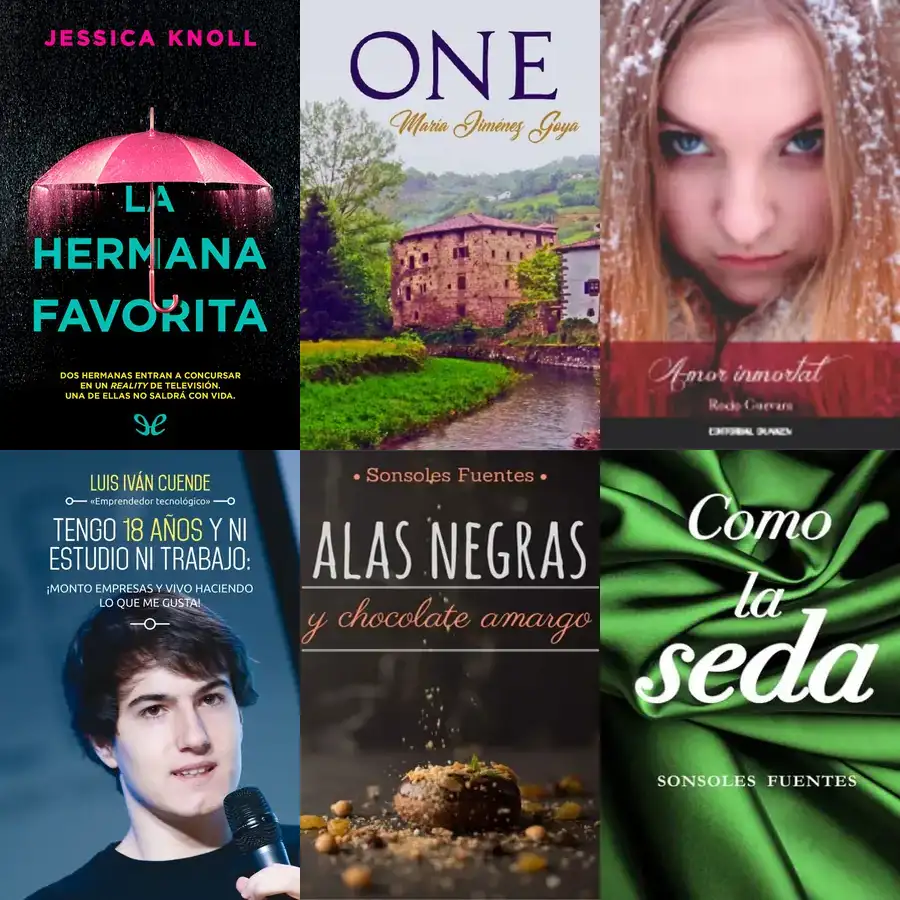 JESSICA KNOLL
LA
HERMANA
FAVORITA
DOS HERMANAS ENTRAN A CONCURSAR
EN UN REALITY DE TELEVISIÓN.
UNA DE ELLAS NO SALDRÁ CON VIDA.
ONE
María Jiménez Goya
Amor inmortal
Rocío Guevara
EDITORIAL DUNKEN
LUIS IVÁN CUENDE
«Emprendedor tecnológico»
TENGO 18 AÑOS Y NI
ESTUDIO NI TRABAJO:
¡MONTO EMPRESAS Y VIVO HACIENDO
LO QUE ME GUSTA!
• Sonsoles Fuentes •
ALAS NEGRAS
y chocolate amargo
Como
la
seda
SONSOLES FUENTES